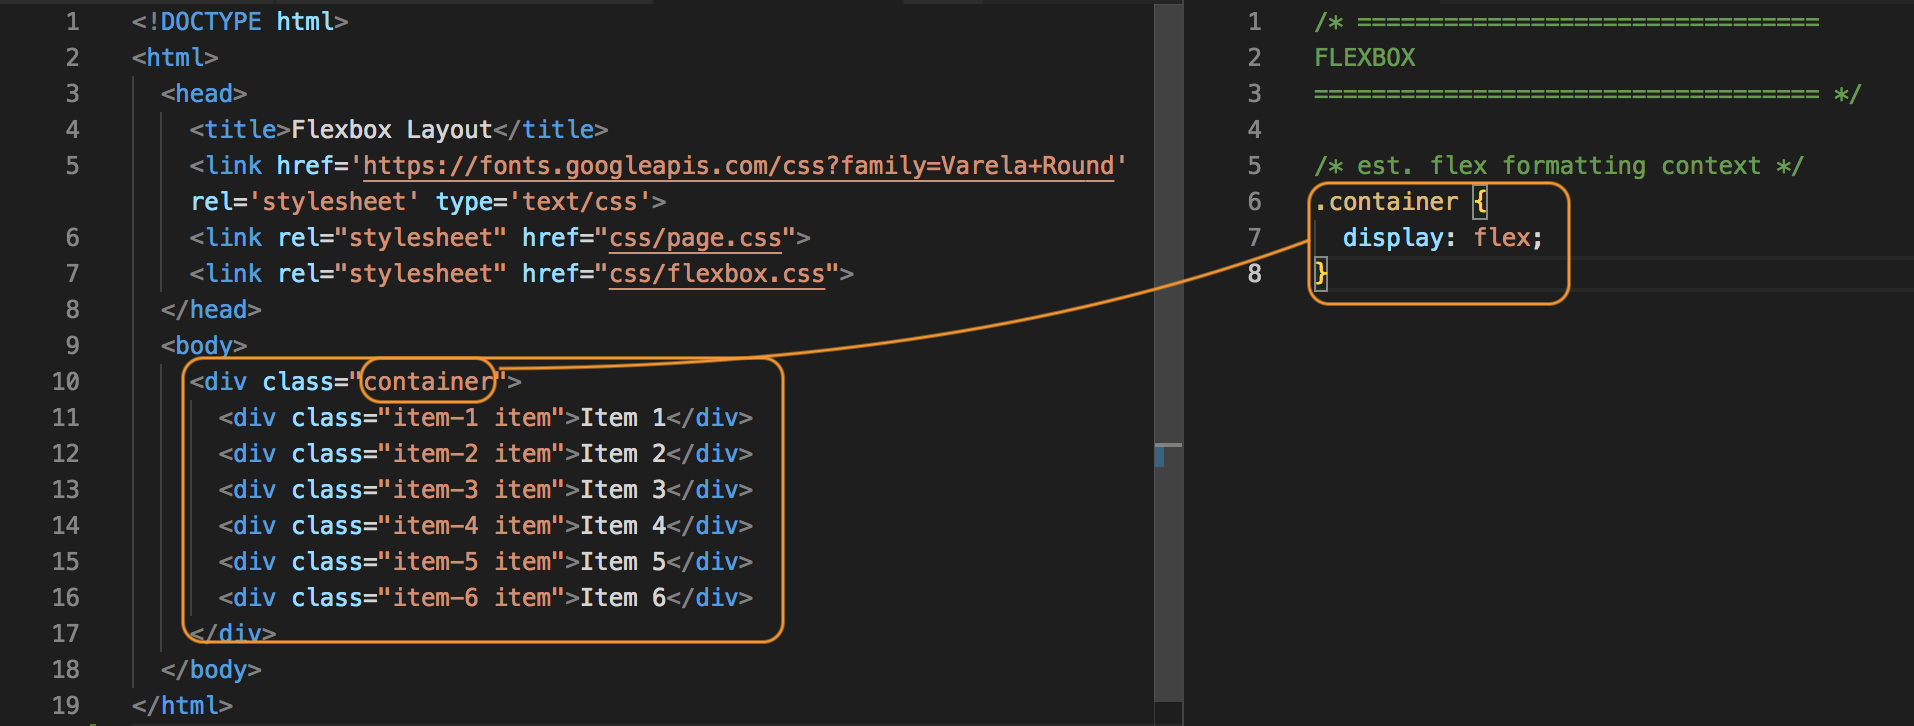 1 <!DOCTYPE html>
2 <html>
3 <head>
4 <title>Flexbox Layout</title>
5 <link href='https://fonts.googleapis.com/css?family=Varela+Round'
rel='stylesheet' type='text/css'>
6 <link rel="stylesheet" href="css/page.css">
7 <link rel="stylesheet" href="css/flexbox.css">
8 </head>
9 <body>
10 <div class="container">
11 <div class="item-1 item">Item 1</div>
12 <div class="item-2 item">Item 2</div>
13 <div class="item-3 item">Item 3</div>
14 <div class="item-4 item">Item 4</div>
15 <div class="item-5 item">Item 5</div>
16 <div class="item-6 item">Item 6</div>
17 </div>
18 </body>
19 </html>
1 /* ================================
2 FLEXBOX
3 =================================== */
4
5 /* est. flex formatting context */
6 .container {
7 display: flex;
8 }